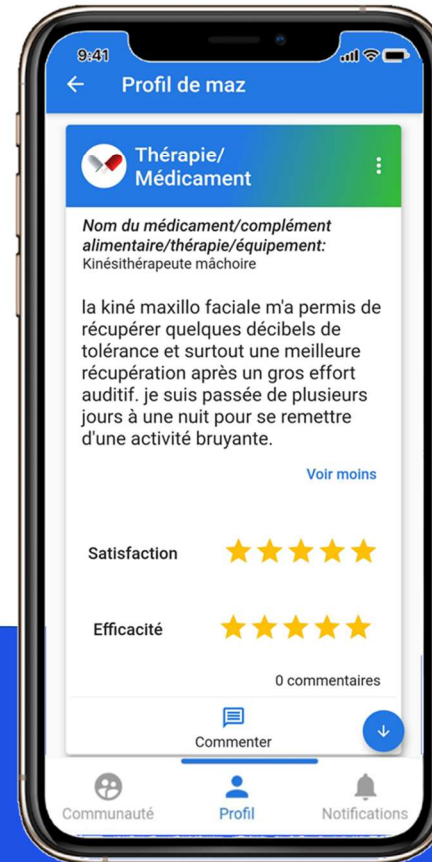 9:41
Profil de maz
Thérapie/
Médicament
Nom du médicament/complément
alimentaire/thérapie/équipement:
Kinésithérapeute mâchoire
la kiné maxillo faciale m'a permis de
récupérer quelques décibels de
tolérance et surtout une meilleure
récupération après un gros effort
auditif. je suis passée de plusieurs
jours à une nuit pour se remettre
d'une activité bruyante.
Voir moins
Satisfaction
Efficacité
0 commentaires
Commenter
Communauté Profil Notifications